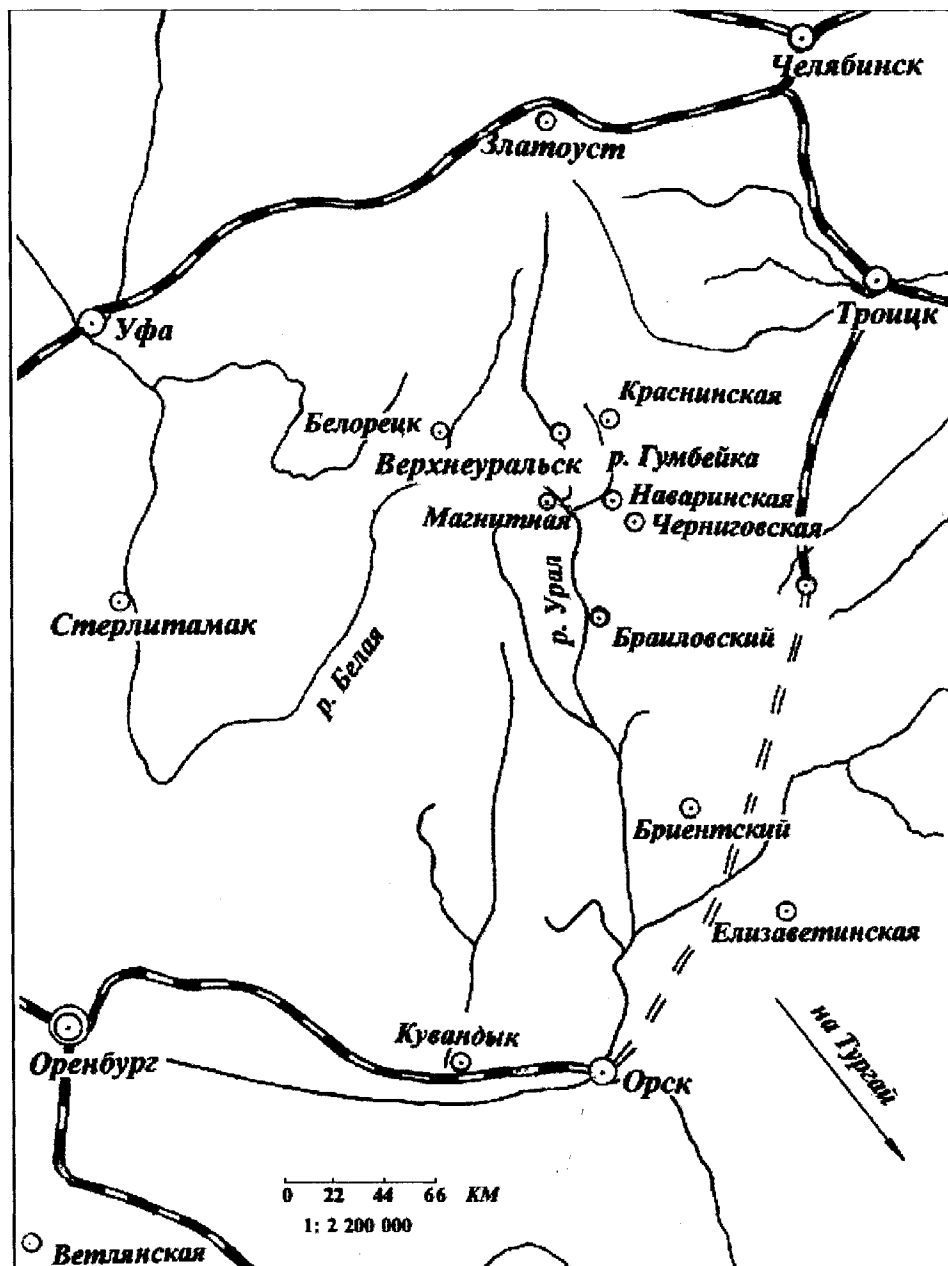 Челябинск
Златоуст
Троицк
Уфа
Краснинская
Белорецк
Верхнеуральск
р. Гумбейка
Наваринская
Магнитная
Черниговская
р. Урал
Стерлитамак
Браиловский
р. Белая
Бриентский
Елизаветинская
на Тургай
Кувандык
Оренбург
Орск
0 22 44 66 КМ
1: 2 200 000
Ветлянская